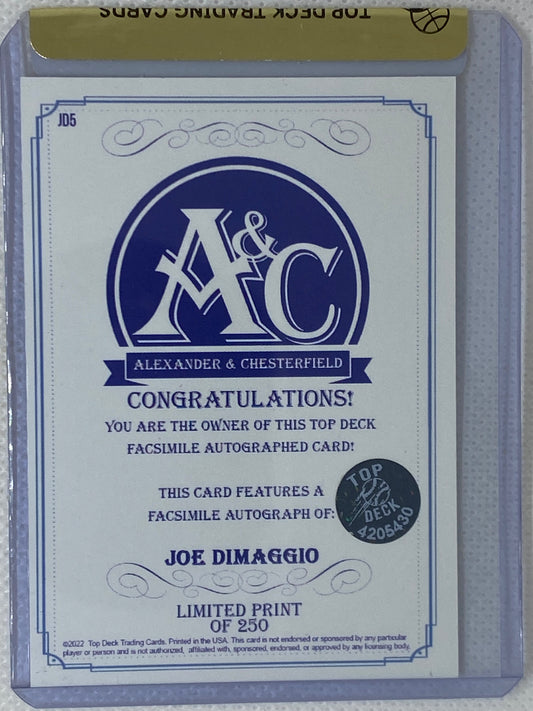 TOP DECK TRADING CARDS
JD5
A&C
ALEXANDER & CHESTERFIELD
CONGRATULATIONS!
YOU ARE THE OWNER OF THIS TOP DECK
FACSIMILE AUTOGRAPHED CARD!
THIS CARD FEATURES A
FACSIMILE AUTOGRAPH OF:
TOP
DECK
4205430
JOE DIMAGGIO
LIMITED PRINT
OF 250
©2022 Top Deck Trading Cards. Printed in the USA. This card is not endorsed or sponsored by any particular
player or person and is not authorized, affiliated with, sponsored, endorsed, or approved by any licensing body.